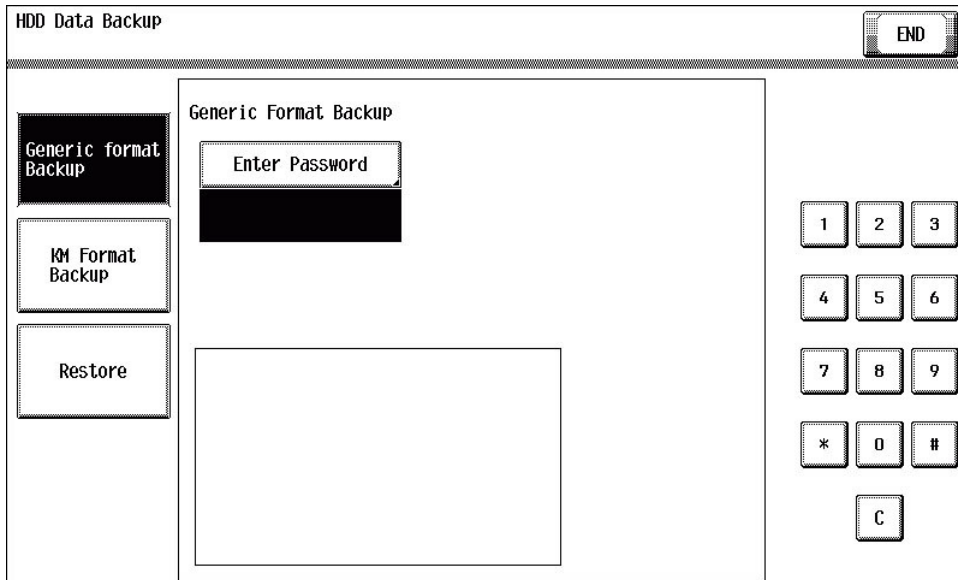 HDD Data Backup
END
Generic format
Backup
KM Format
Backup
Restore
Generic Format Backup
Enter Password
1 2 3
4 5 6
7 8 9
* 0 #
C